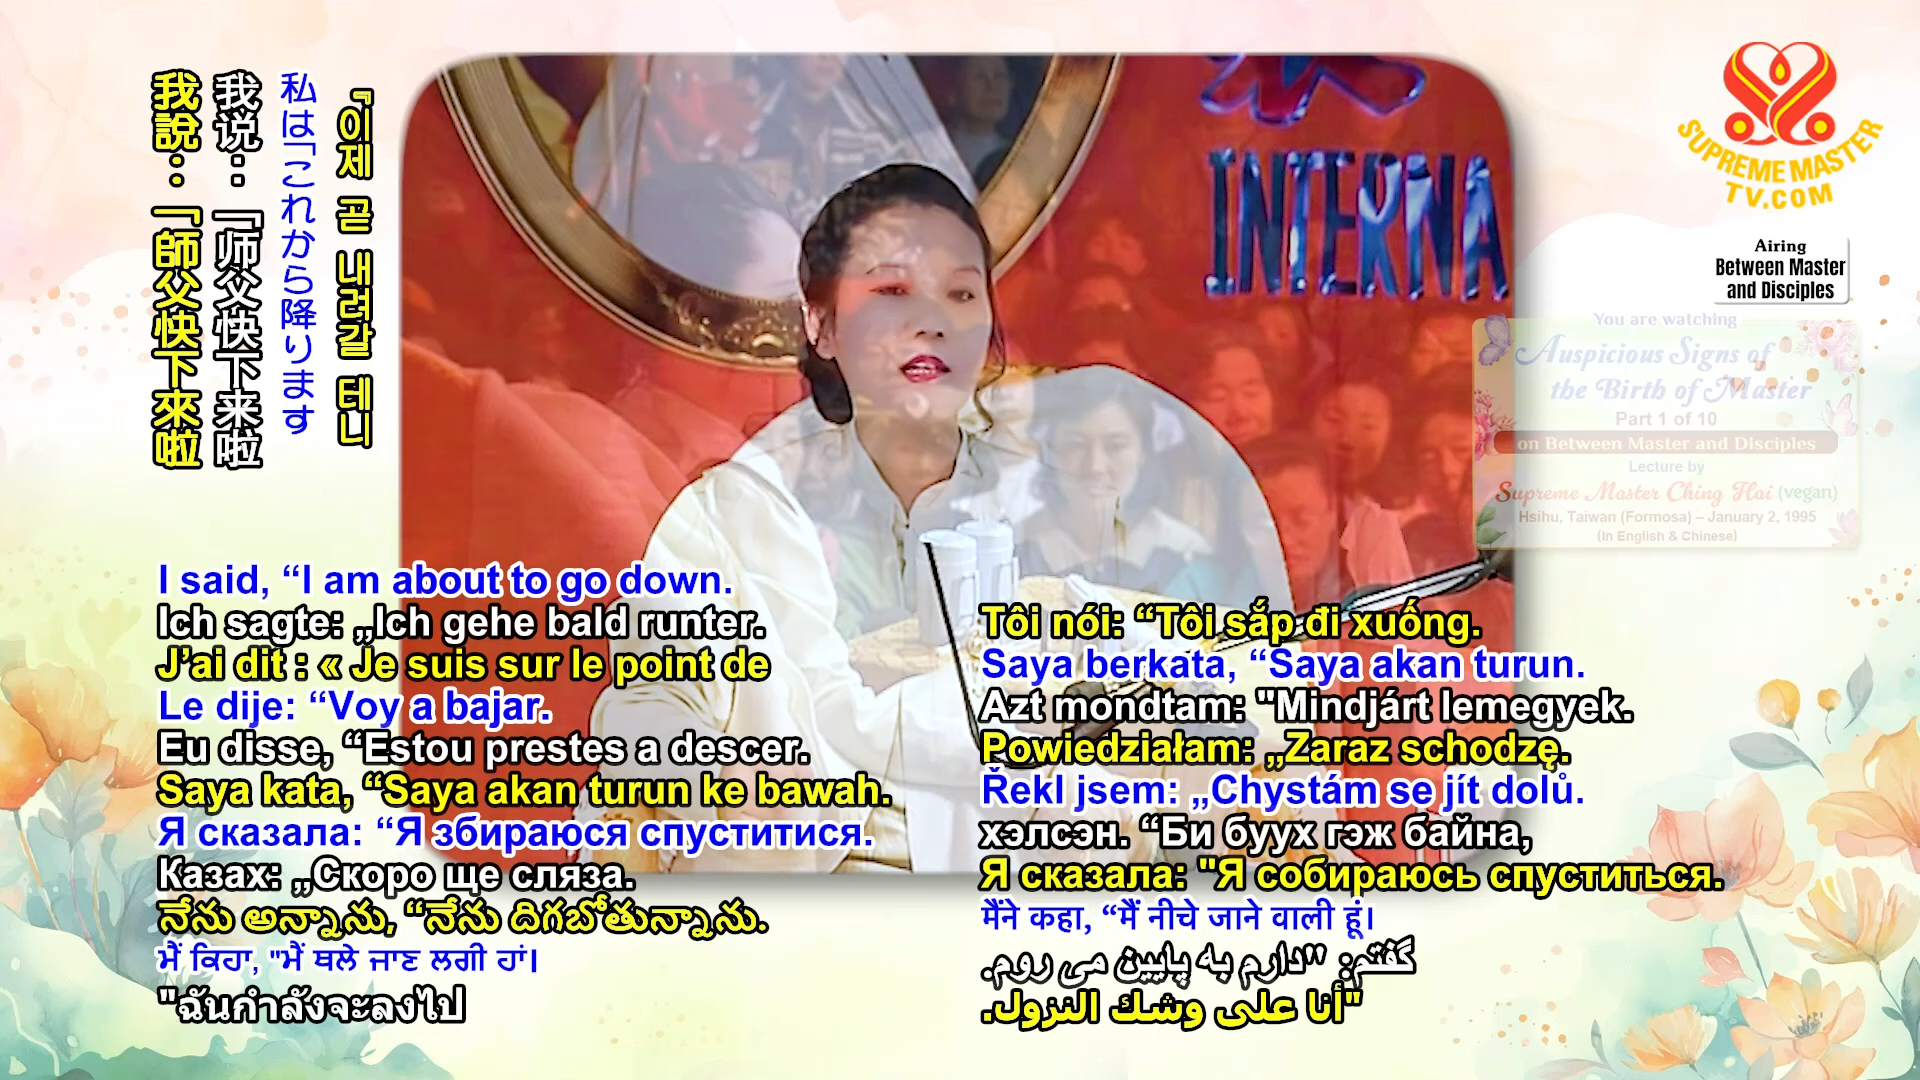 我說：「師父快下來啦
我说：「师父快下来啦
私は「これから降ります
『이제 곧 내려갈 테니
INTERNA
SUPREME MASTER
TV.COM
Airing
Between Master
and Disciples
You are watching
Auspicious Signs of
the Birth of Master
Part 1 of 10
on Between Master and Disciples
Lecture by
Supreme Master Ching Hai (vegan)
Hsihu, Taiwan (Formosa) – January 2, 1995
(In English & Chinese)
I said, “I am about to go down.
Ich sagte: „Ich gehe bald runter.
J’ai dit : « Je suis sur le point de
Le dije: “Voy a bajar.
Eu disse, “Estou prestes a descer.
Saya kata, “Saya akan turun ke bawah.
Я сказала: “Я збираюся спуститися.
Казах: „Скоро ще сляза.
నేను అన్నాను, “నేను దిగబోతున్నాను.
ਮੈਂ ਕਿਹਾ, "ਮੈਂ ਥਲੇ ਜਾਣ ਲਗੀ ਹਾਂ।
"ฉันกำลังจะลงไป
Tôi nói: “Tôi sắp đi xuống.
Saya berkata, “Saya akan turun.
Azt mondtam: "Mindjárt lemegyek.
Powiedziałam: „Zaraz schodzę.
Řekl jsem: „Chystám se jít dolů.
хэлсэн. “Би буух гэж байна,
Я сказала: "Я собираюсь спуститься.
मैंने कहा, “मैं नीचे जाने वाली हूं।
گفتم: "دارم به پایین می روم.
"أنا على وشك النزول.